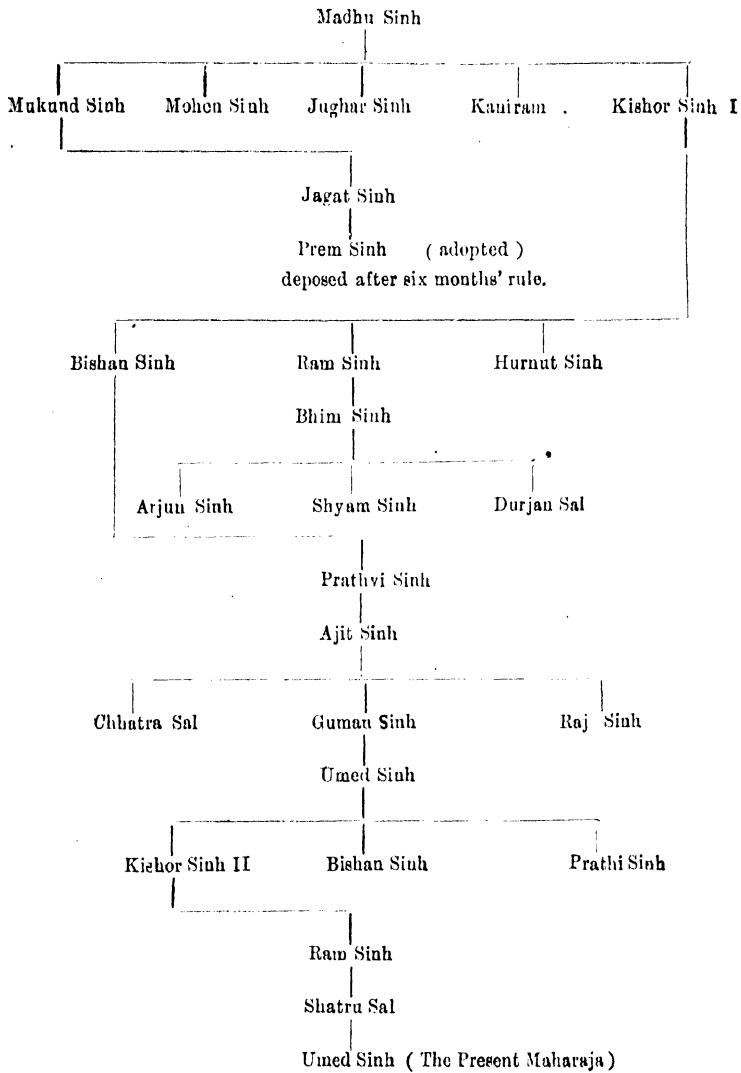 Madhu Sinh
Mukund Sinh Mohon Sinh Jughar Sinh Kaniram . Kishor Sinh I
Jagat Sinh
Prem Sinh ( adopted )
deposed after six months' rule.
Bishan Sinh Ram Sinh Hurnut Sinh
Bhim Sinh
Arjun Sinh Shyam Sinh Durjan Sal
Prathvi Sinh
Ajit Sinh
Chhatra Sal Guman Sinh Raj Sinh
Umed Sinh
Kishor Sinh II Bishan Sinh Prathi Sinh
Ram Sinh
Shatru Sal
Umed Sinh ( The Present Maharaja )